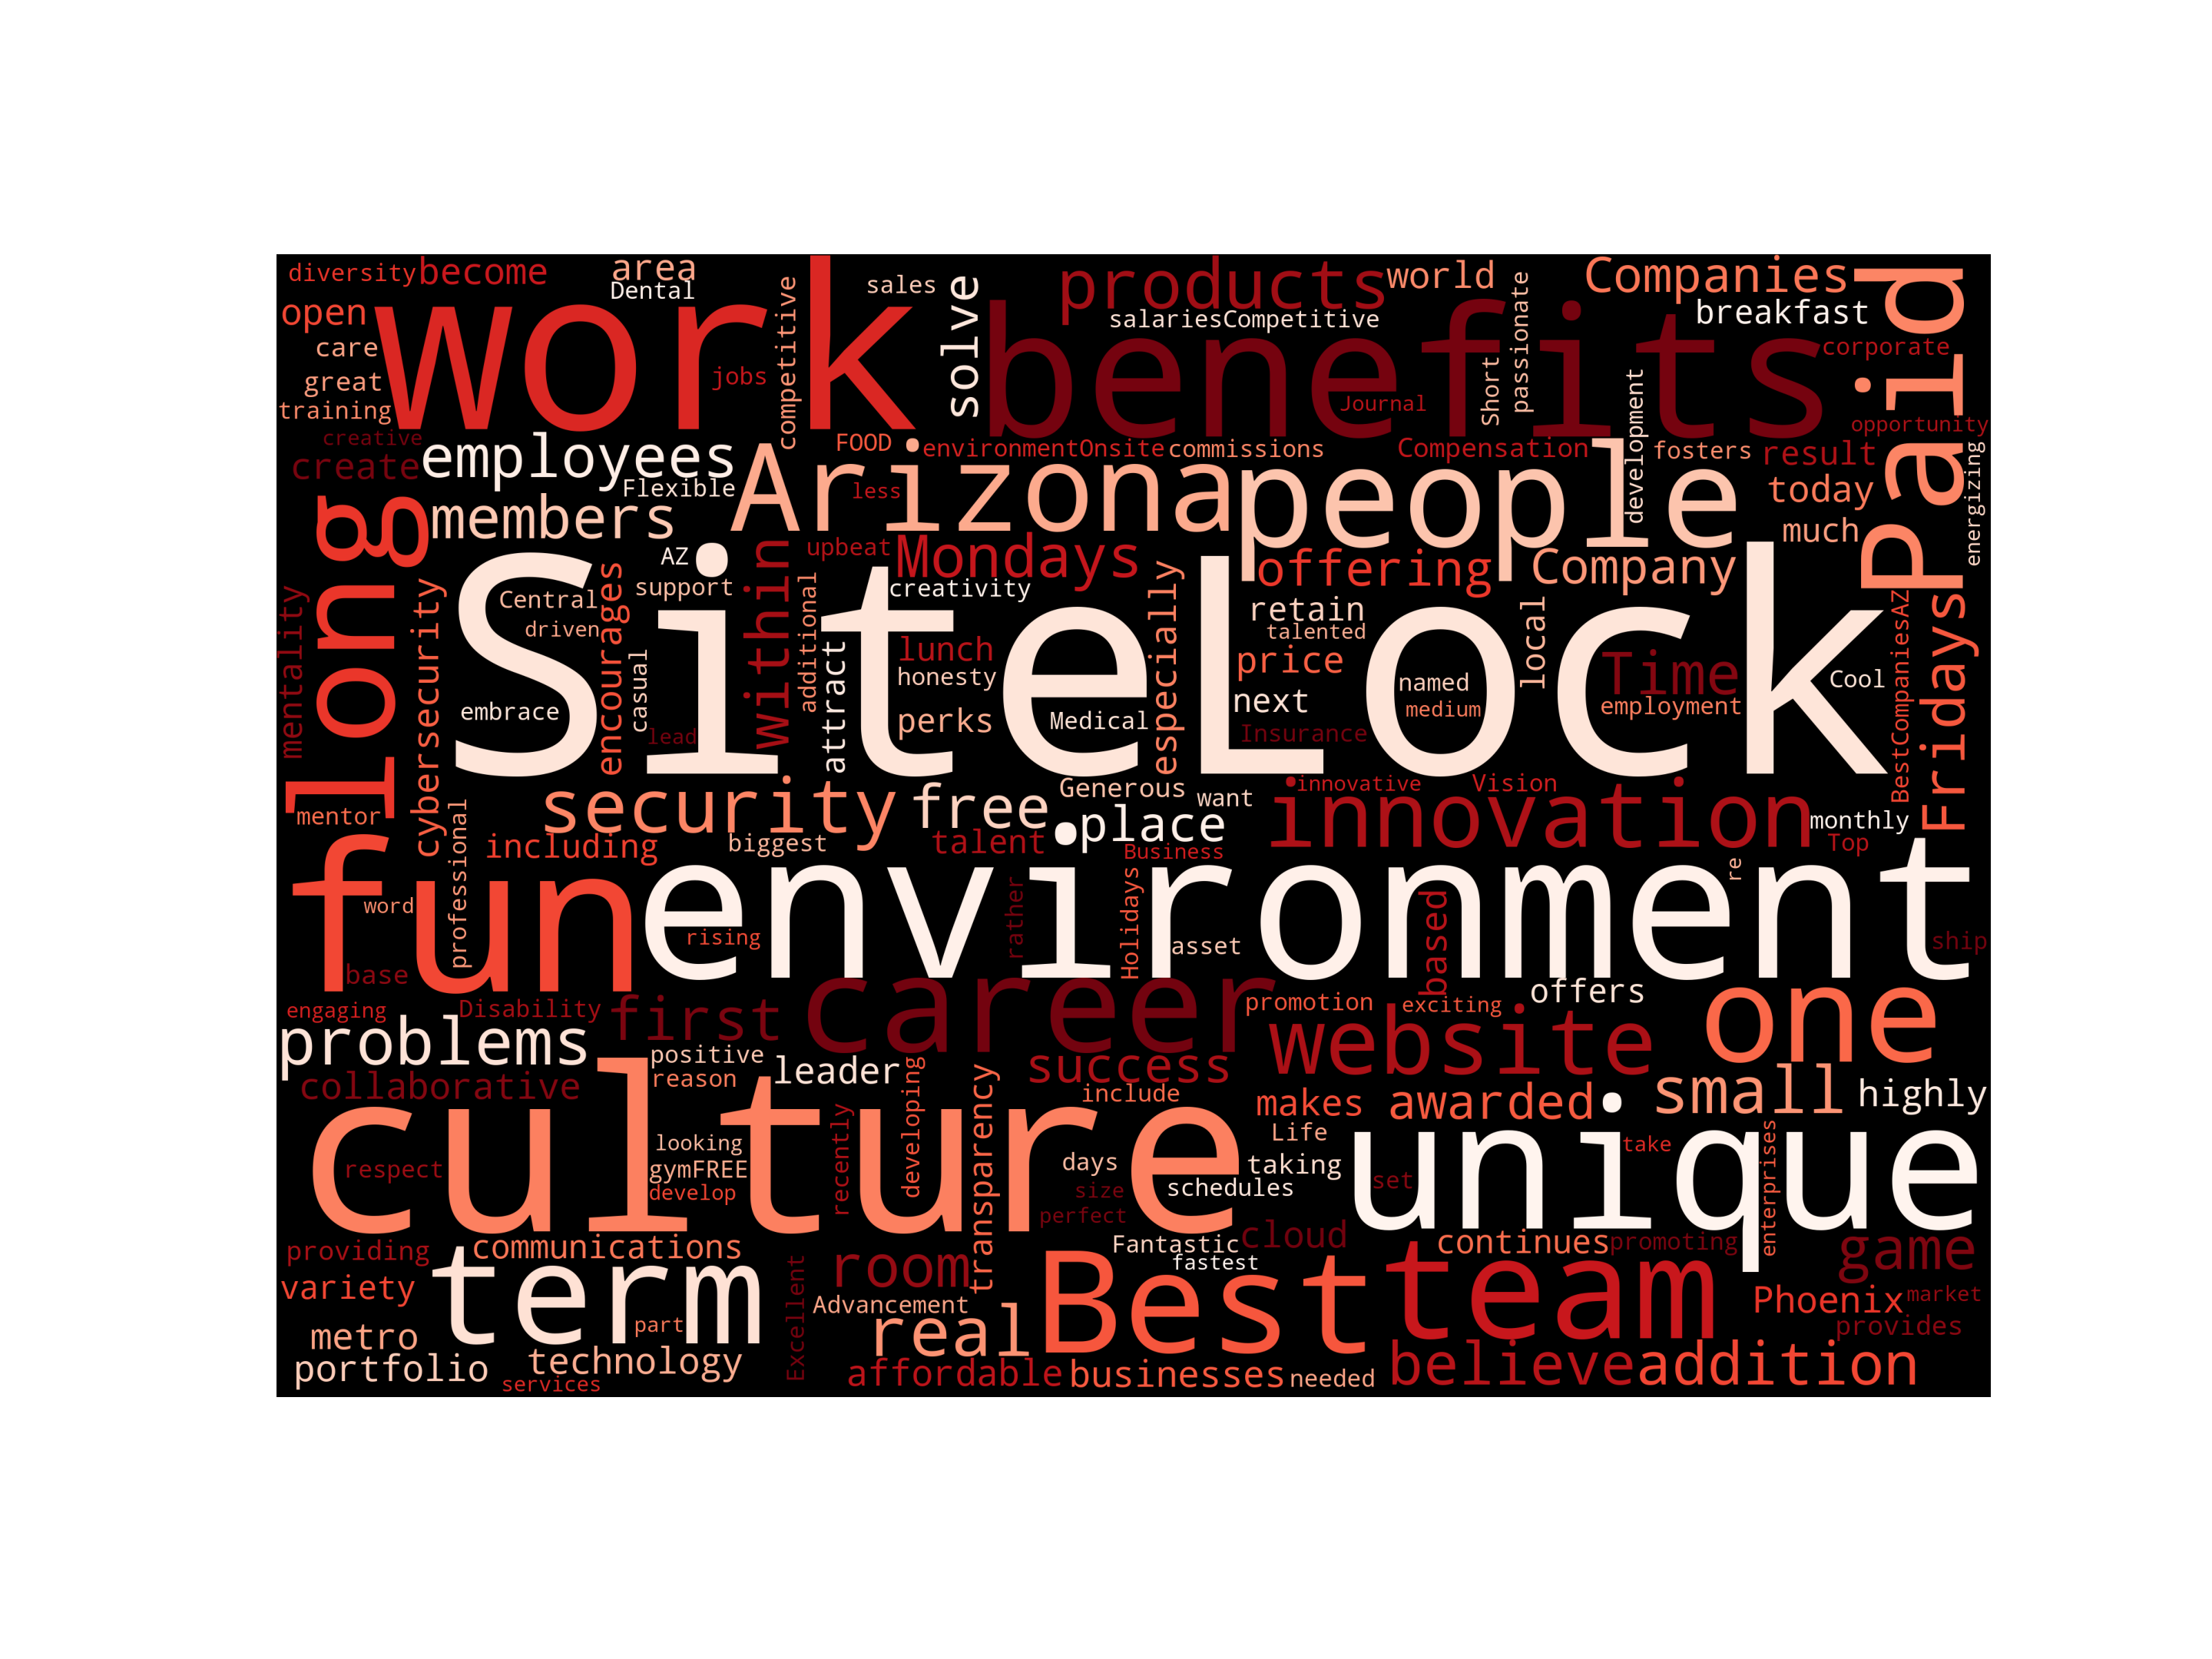 diversity
become
area
Dental
sales
products
world
Companies
Paid
open
work
competitive
solve
salariesCompetitive
benefits
passionate
breakfast
care
jobs
corporate
great
Short
Journal
development
training
opportunity
creative
create
employees
FOOD
environmentOnsite
commissions
Compensation
fosters
result
energizing
Arizona
people
Flexible
less
today
long
members
much
AZ
upbeat
Mondays
offering
Company
cybersecurity
encourages
support
within
creativity
especially
SiteLock
mentality
Central
additional
retain
local
BestCompaniesAZ
Fridays
driven
talented
casual
attract
lunch
price
Time
honesty
named
Cool
embrace
perks
Medical
next
medium
employment
lead
Insurance
mentor
security
free
Generous
want
innovative
Vision
innovation
place
monthly
professional
including
biggest
talent
Business
Top
fun
environment
re
word
rather
Holidays
based
rising
asset
ship
base
career
engaging
Disability
first
promotion
exciting
offers
one
problems
positive
leader
success
website
collaborative
reason
developing
transparency
include
makes
awarded
small
highly
culture
recently
Life
unique
take
enterprises
looking
respect
gymFREE
days
taking
develop
size
schedules
set
perfect
providing
communications
Fantastic
cloud
continues
promoting
game
fastest
variety
term
Excellent
room
Best
team
Phoenix
market
Advancement
metro
part
real
provides
portfolio
technology
affordable
businesses
needed
believe
addition
services